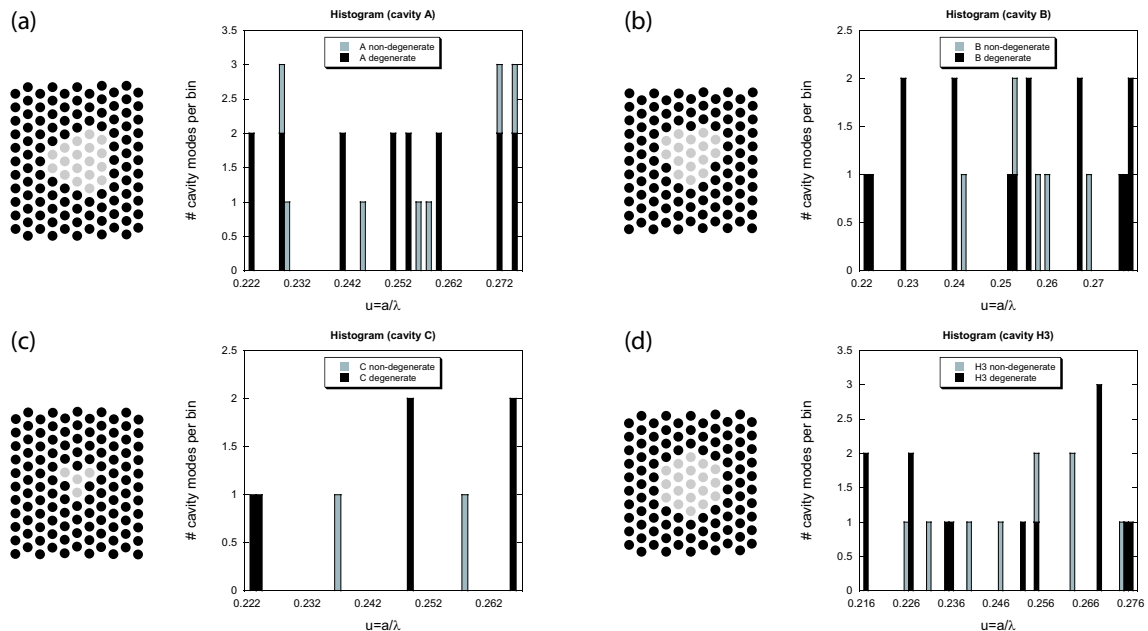 (a)
Histogram (cavity A)
A non-degenerate
A degenerate
# cavity modes per bin
3.5
3
2.5
2
1.5
1
0.5
0
0.222 0.232 0.242 0.252 0.262 0.272
u=a/λ
(b)
Histogram (cavity B)
B non-degenerate
B degenerate
# cavity modes per bin
2.5
2
1.5
1
0.5
0
0.22 0.23 0.24 0.25 0.26 0.27
u=a/λ
(c)
Histogram (cavity C)
C non-degenerate
C degenerate
# cavity modes per bin
2.5
2
1.5
1
0.5
0
0.222 0.232 0.242 0.252 0.262
u=a/λ
(d)
Histogram (cavity H3)
H3 non-degenerate
H3 degenerate
# cavity modes per bin
3.5
3
2.5
2
1.5
1
0.5
0
0.216 0.226 0.236 0.246 0.256 0.266 0.276
u=a/λ